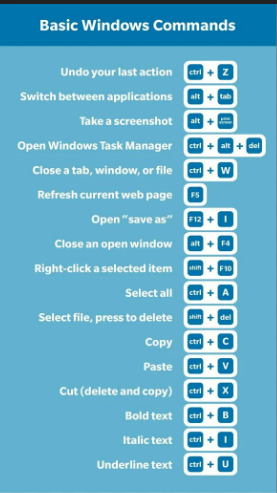 Basic Windows Commands
Undo your last action ctrl + Z
Switch between applications alt + tab
Take a screenshot alt + print screen
Open Windows Task Manager ctrl + alt + del
Close a tab, window, or file ctrl + W
Refresh current web page F5
Open "save as" F12 + I
Close an open window alt + F4
Right-click a selected item shift + F10
Select all ctrl + A
Select file, press to delete shift + del
Copy ctrl + C
Paste ctrl + V
Cut (delete and copy) ctrl + X
Bold text ctrl + B
Italic text ctrl + I
Underline text ctrl + U